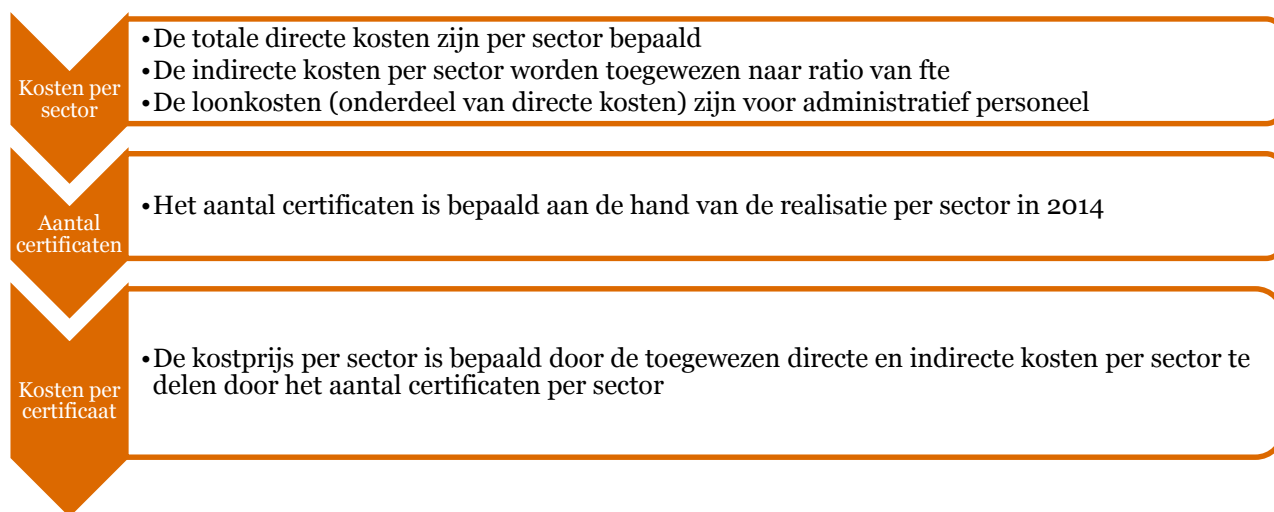 Kosten per
sector
•De totale directe kosten zijn per sector bepaald
•De indirecte kosten per sector worden toegewezen naar ratio van fte
•De loonkosten (onderdeel van directe kosten) zijn voor administratief personeel
Aantal
certificaten
•Het aantal certificaten is bepaald aan de hand van de realisatie per sector in 2014
Kosten per
certificaat
•De kostprijs per sector is bepaald door de toegewezen directe en indirecte kosten per sector te
delen door het aantal certificaten per sector